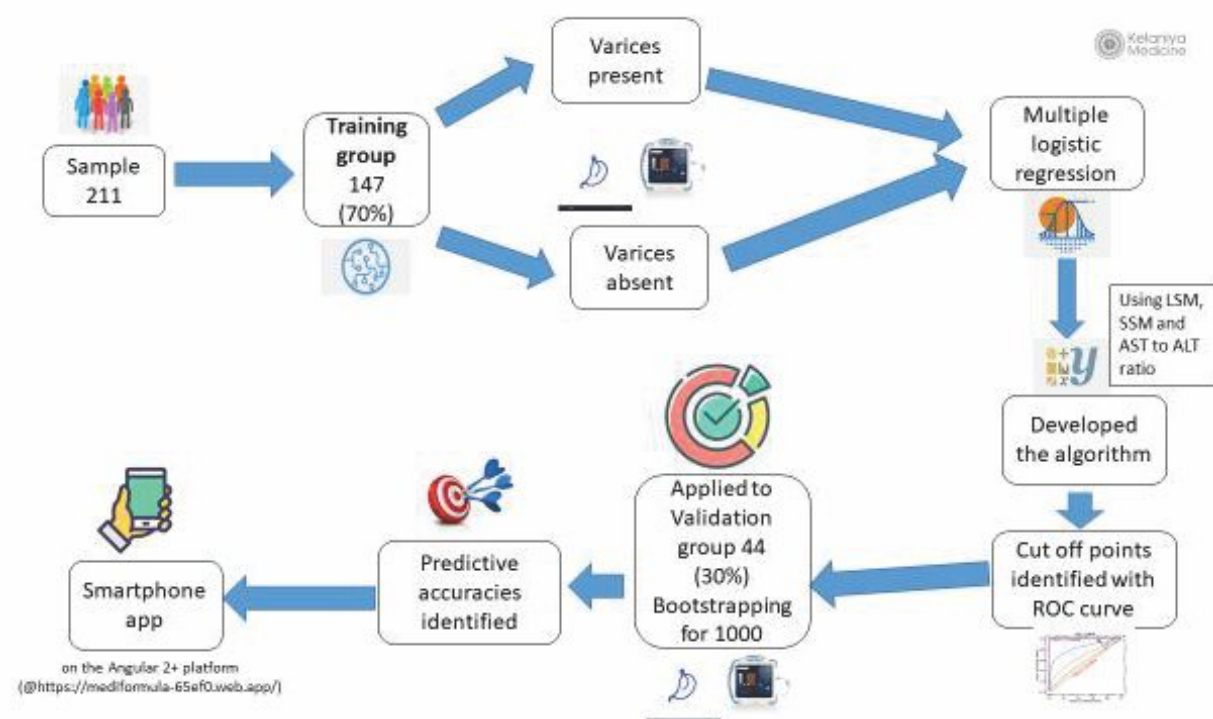 Kelaniya
Medicine
Sample
211
Training
group
147
(70%)
Varices
present
Varices
absent
Multiple
logistic
regression
Using LSM,
SSM and
AST to ALT
ratio
Developed
the algorithm
Cut off points
identified with
ROC curve
Applied to
Validation
group 44
(30%)
Bootstrapping
for 1000
Predictive
accuracies
identified
Smartphone
app
on the Angular 2+ platform
(@https://mediformula-65ef0.web.app/)